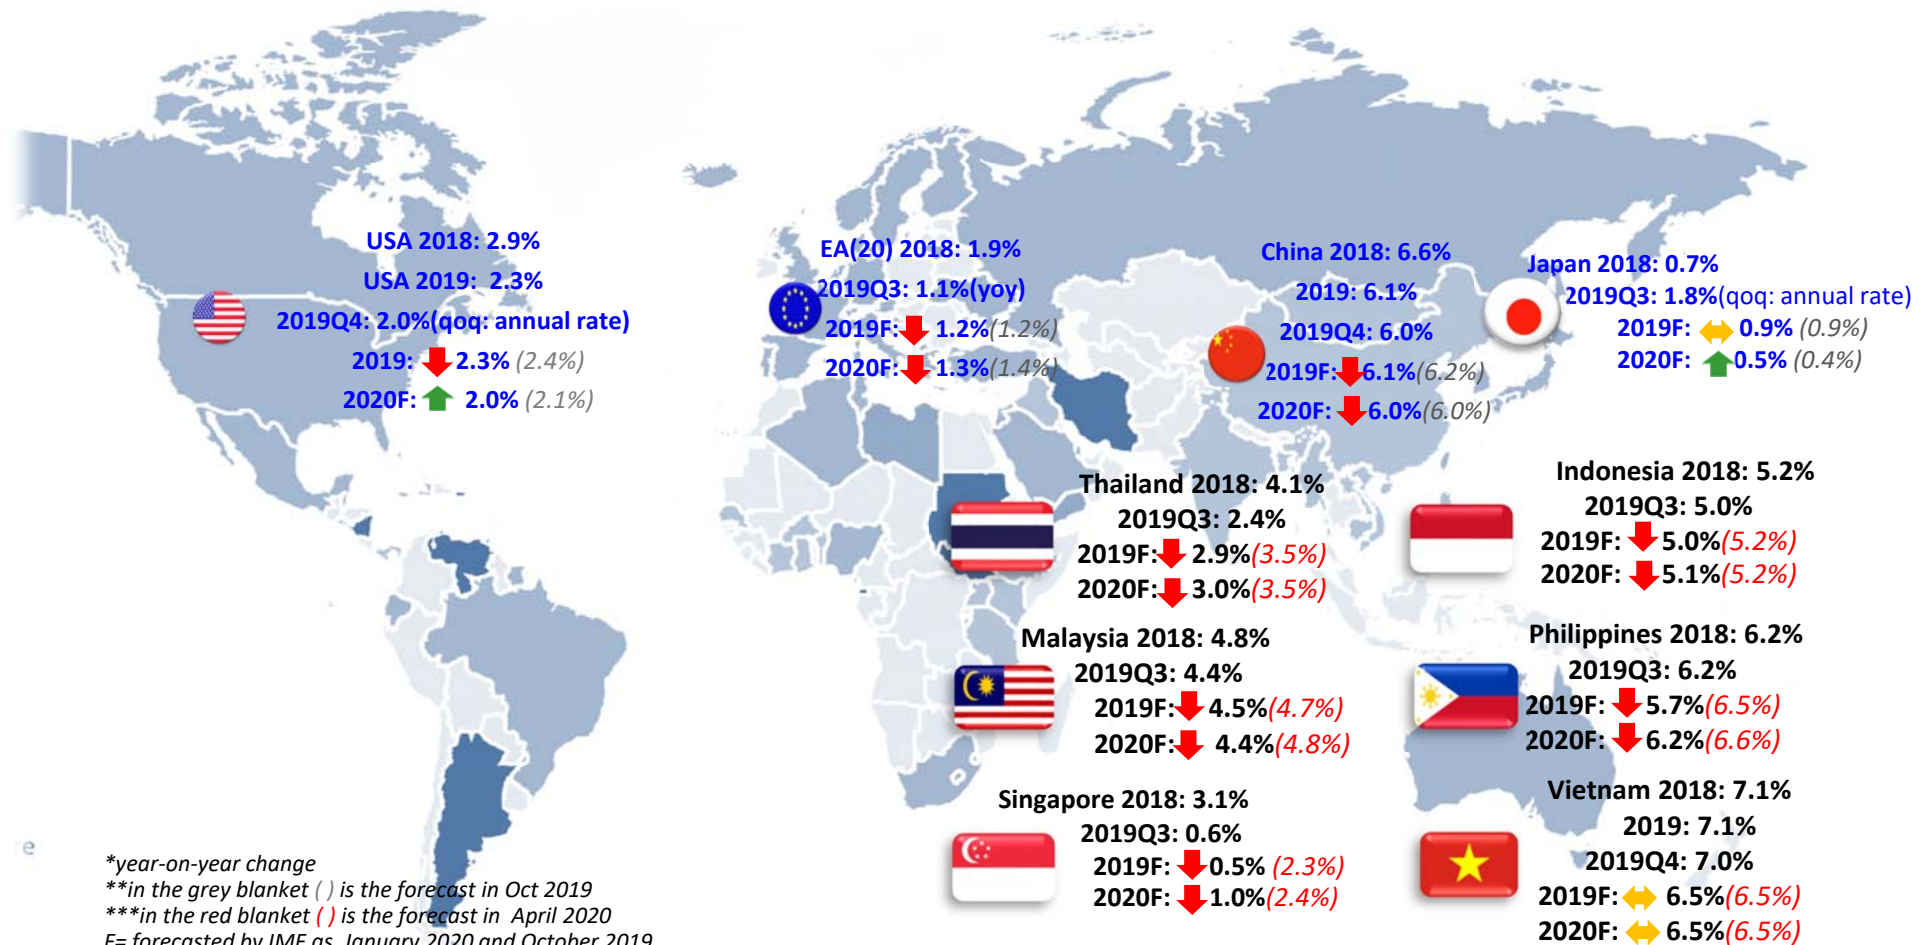 USA 2018: 2.9%
USA 2019: 2.3%
2019Q4: 2.0%(qoq: annual rate)
2019: 2.3% (2.4%)
2020F: 2.0% (2.1%)
EA(20) 2018: 1.9%
2019Q3: 1.1%(yoy)
2019F: 1.2%(1.2%)
2020F: 1.3%(1.4%)
China 2018: 6.6%
2019: 6.1%
2019Q4: 6.0%
2019F: 6.1%(6.2%)
2020F: 6.0%(6.0%)
Japan 2018: 0.7%
2019Q3: 1.8%(qoq: annual rate)
2019F: 0.9% (0.9%)
2020F: 0.5% (0.4%)
Thailand 2018: 4.1%
2019Q3: 2.4%
2019F: 2.9%(3.5%)
2020F: 3.0%(3.5%)
Indonesia 2018: 5.2%
2019Q3: 5.0%
2019F: 5.0%(5.2%)
2020F: 5.1%(5.2%)
Malaysia 2018: 4.8%
2019Q3: 4.4%
2019F: 4.5%(4.7%)
2020F: 4.4%(4.8%)
Philippines 2018: 6.2%
2019Q3: 6.2%
2019F: 5.7%(6.5%)
2020F: 6.2%(6.6%)
Singapore 2018: 3.1%
2019Q3: 0.6%
2019F: 0.5% (2.3%)
2020F: 1.0%(2.4%)
Vietnam 2018: 7.1%
2019: 7.1%
2019Q4: 7.0%
2019F: 6.5%(6.5%)
2020F: 6.5%(6.5%)
re
*year-on-year change
**in the grey blanket ( ) is the forecast in Oct 2019
***in the red blanket ( ) is the forecast in April 2020
F= forecasted by IMF as January 2020 and October 2019